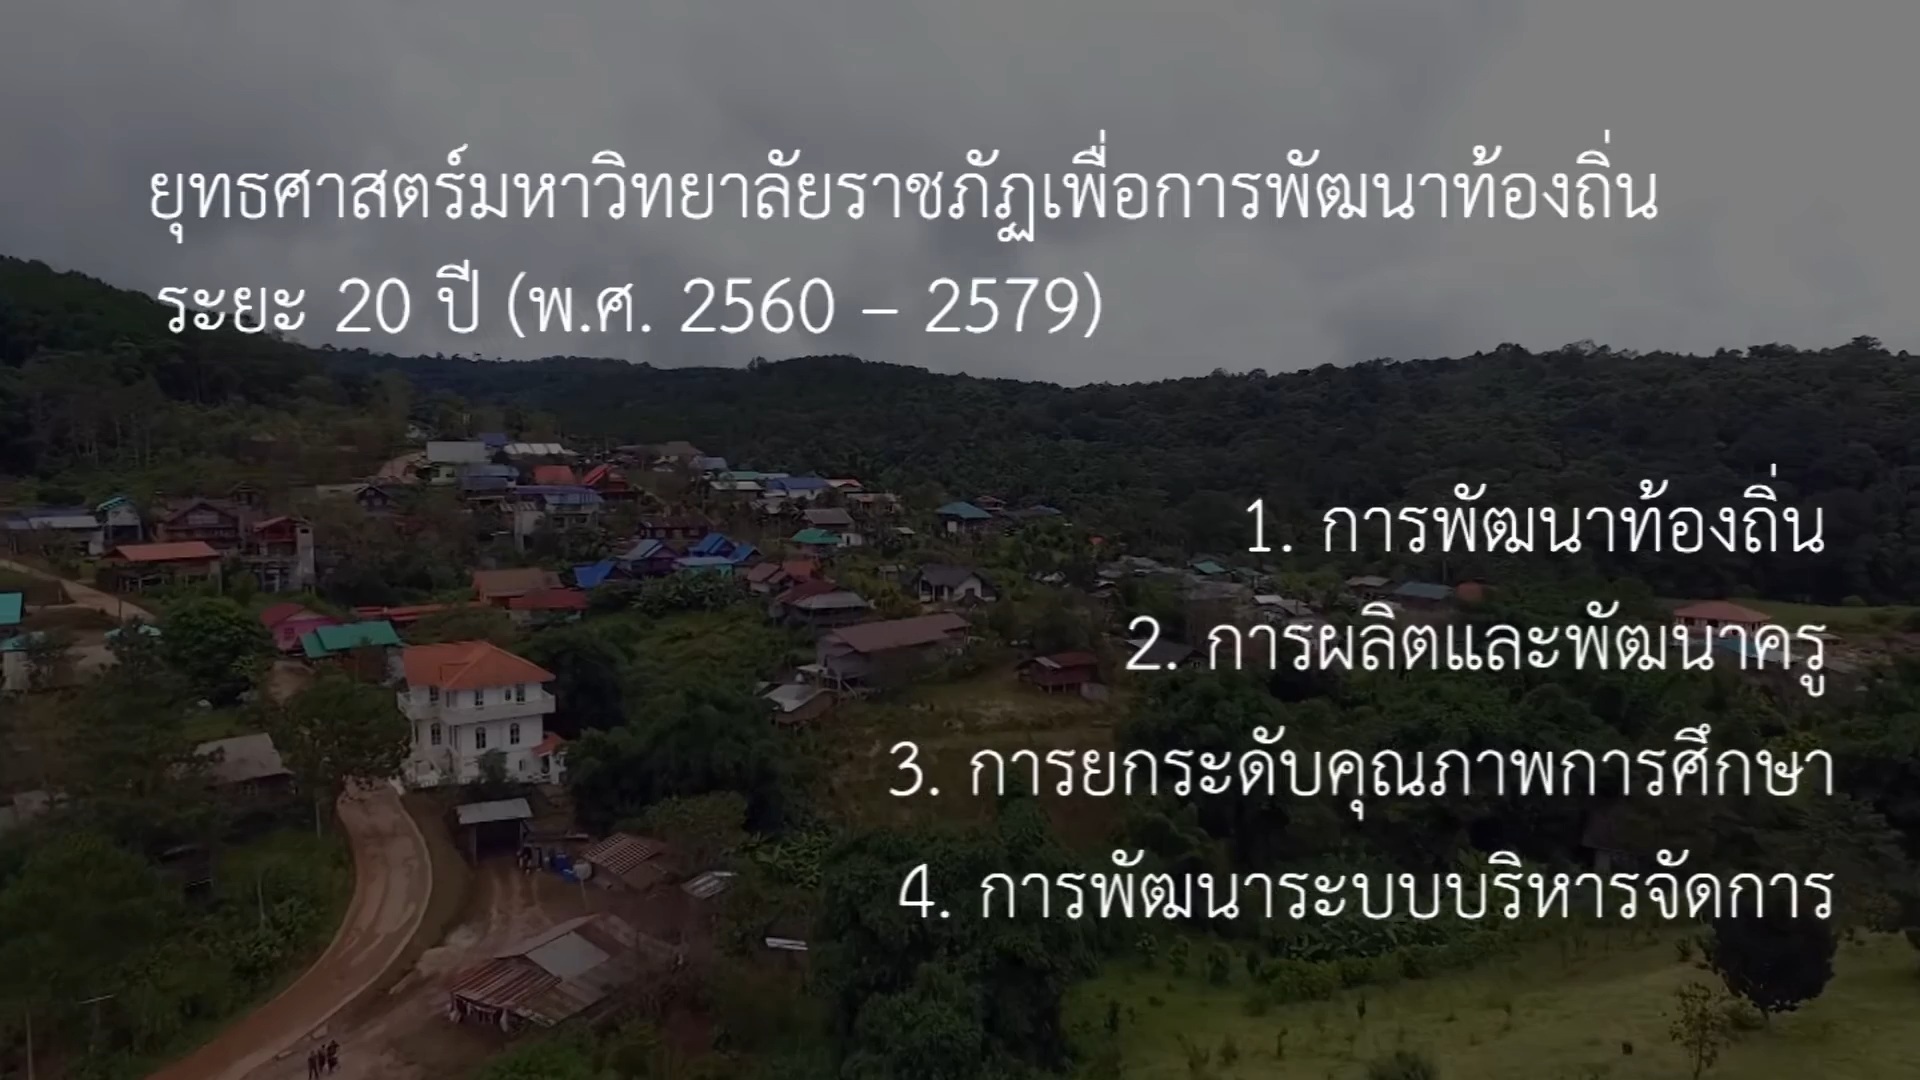 ยุทธศาสตร์มหาวิทยาลัยราชภัฏเพื่อการพัฒนาท้องถิ่น
ระยะ 20 ปี (พ.ศ. 2560 – 2579)
1. การพัฒนาท้องถิ่น
2. การผลิตและพัฒนาครู
3. การยกระดับคุณภาพการศึกษา
4. การพัฒนาระบบบริหารจัดการ